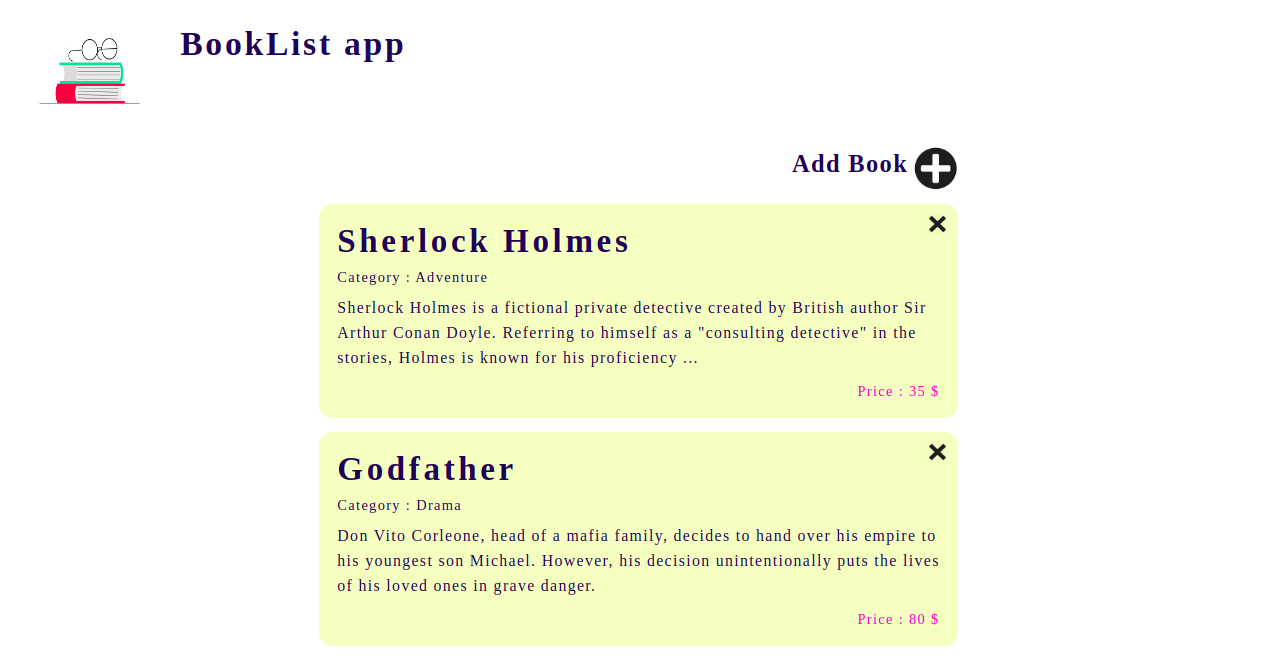 BookList app
Add Book
Sherlock Holmes
Category : Adventure
Sherlock Holmes is a fictional private detective created by British author Sir
Arthur Conan Doyle. Referring to himself as a "consulting detective" in the
stories, Holmes is known for his proficiency ...
Price : 35 $
Godfather
Category : Drama
Don Vito Corleone, head of a mafia family, decides to hand over his empire to
his youngest son Michael. However, his decision unintentionally puts the lives
of his loved ones in grave danger.
Price : 80 $